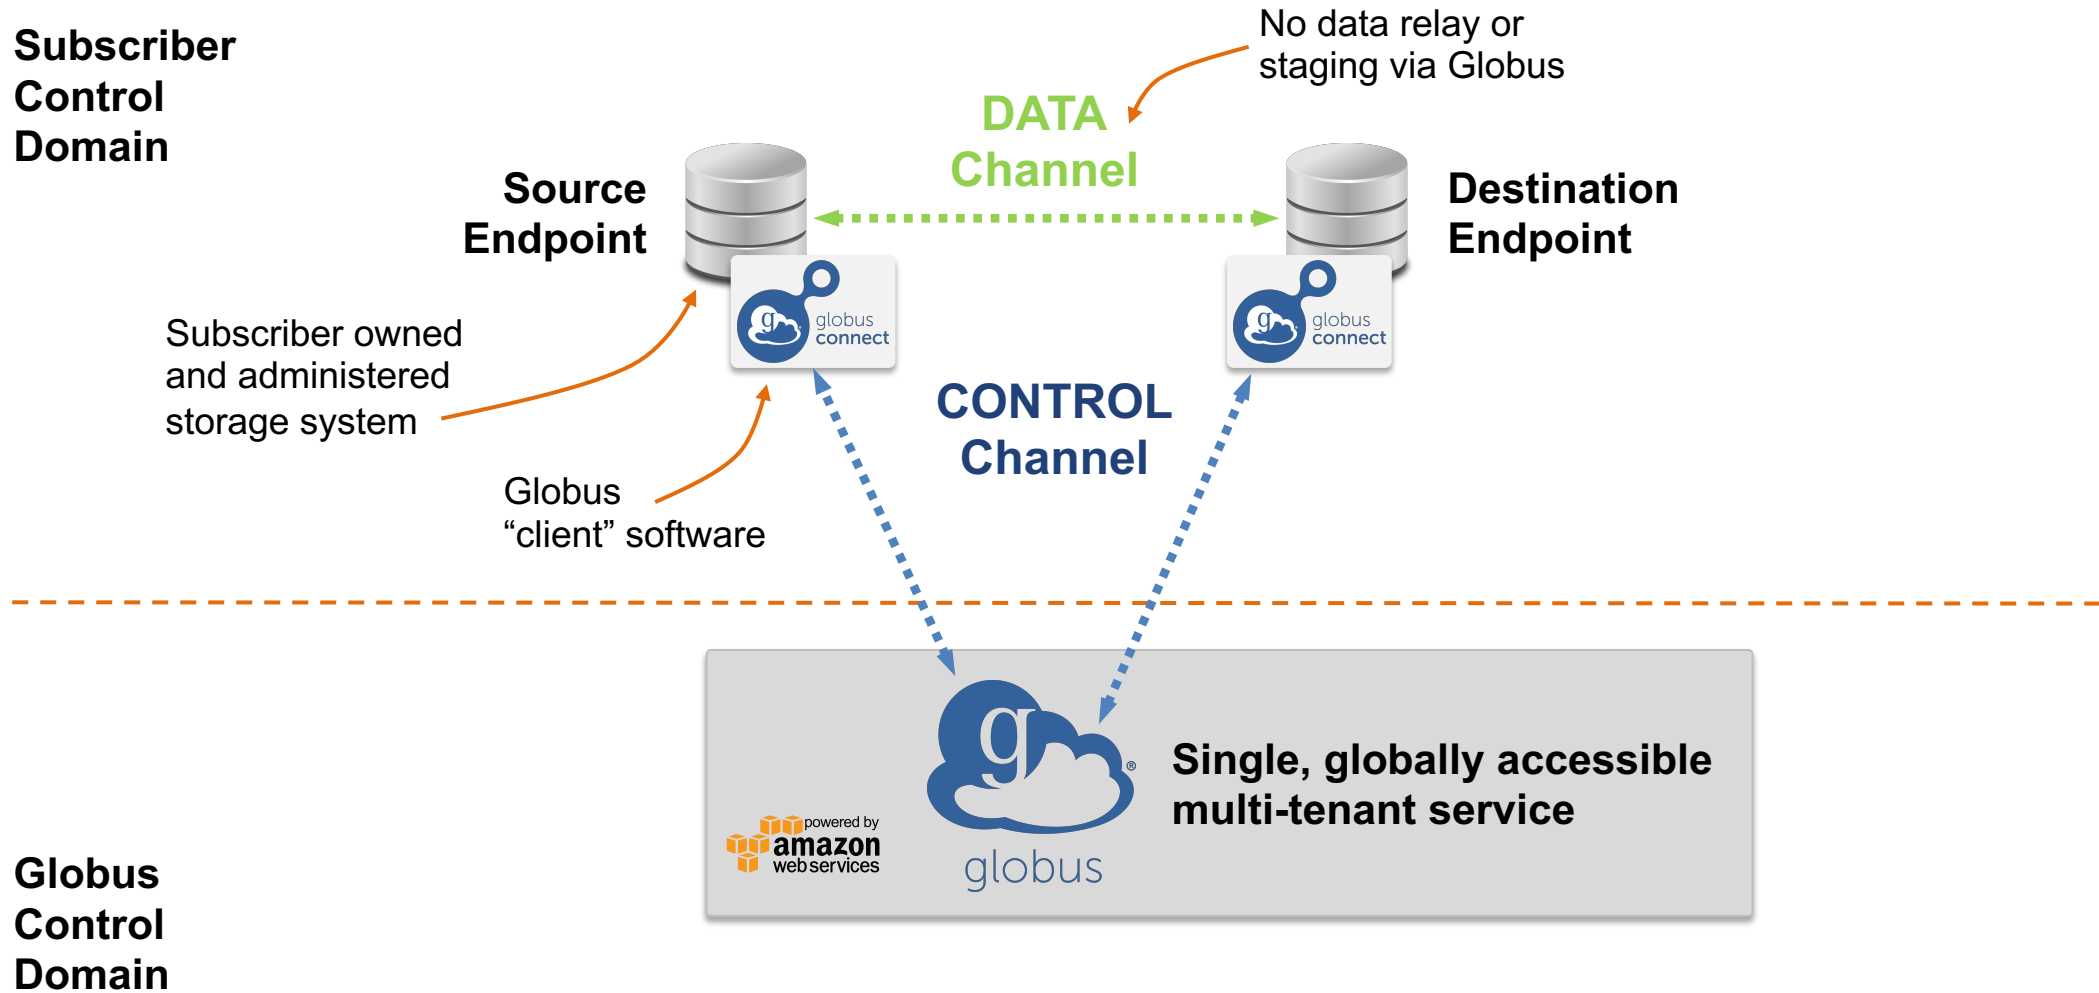 Subscriber
Control
Domain
No data relay or
staging via Globus
DATA
Channel
Source
Endpoint
Destination
Endpoint
g
globus
connect
g
globus
connect
Subscriber owned
and administered
storage system
CONTROL
Channel
Globus
“client” software
g
®
Single, globally accessible
multi-tenant service
powered by
amazon
web services
globus
Globus
Control
Domain